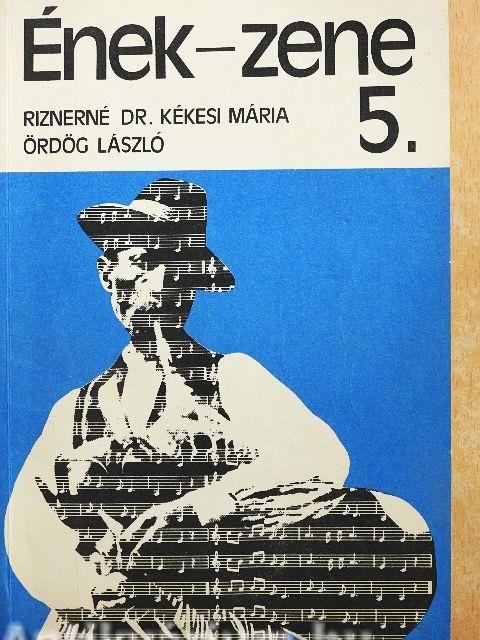 Ének–zene
RIZNERNÉ DR. KÉKESI MÁRIA
ÖRDÖG LÁSZLÓ
5.